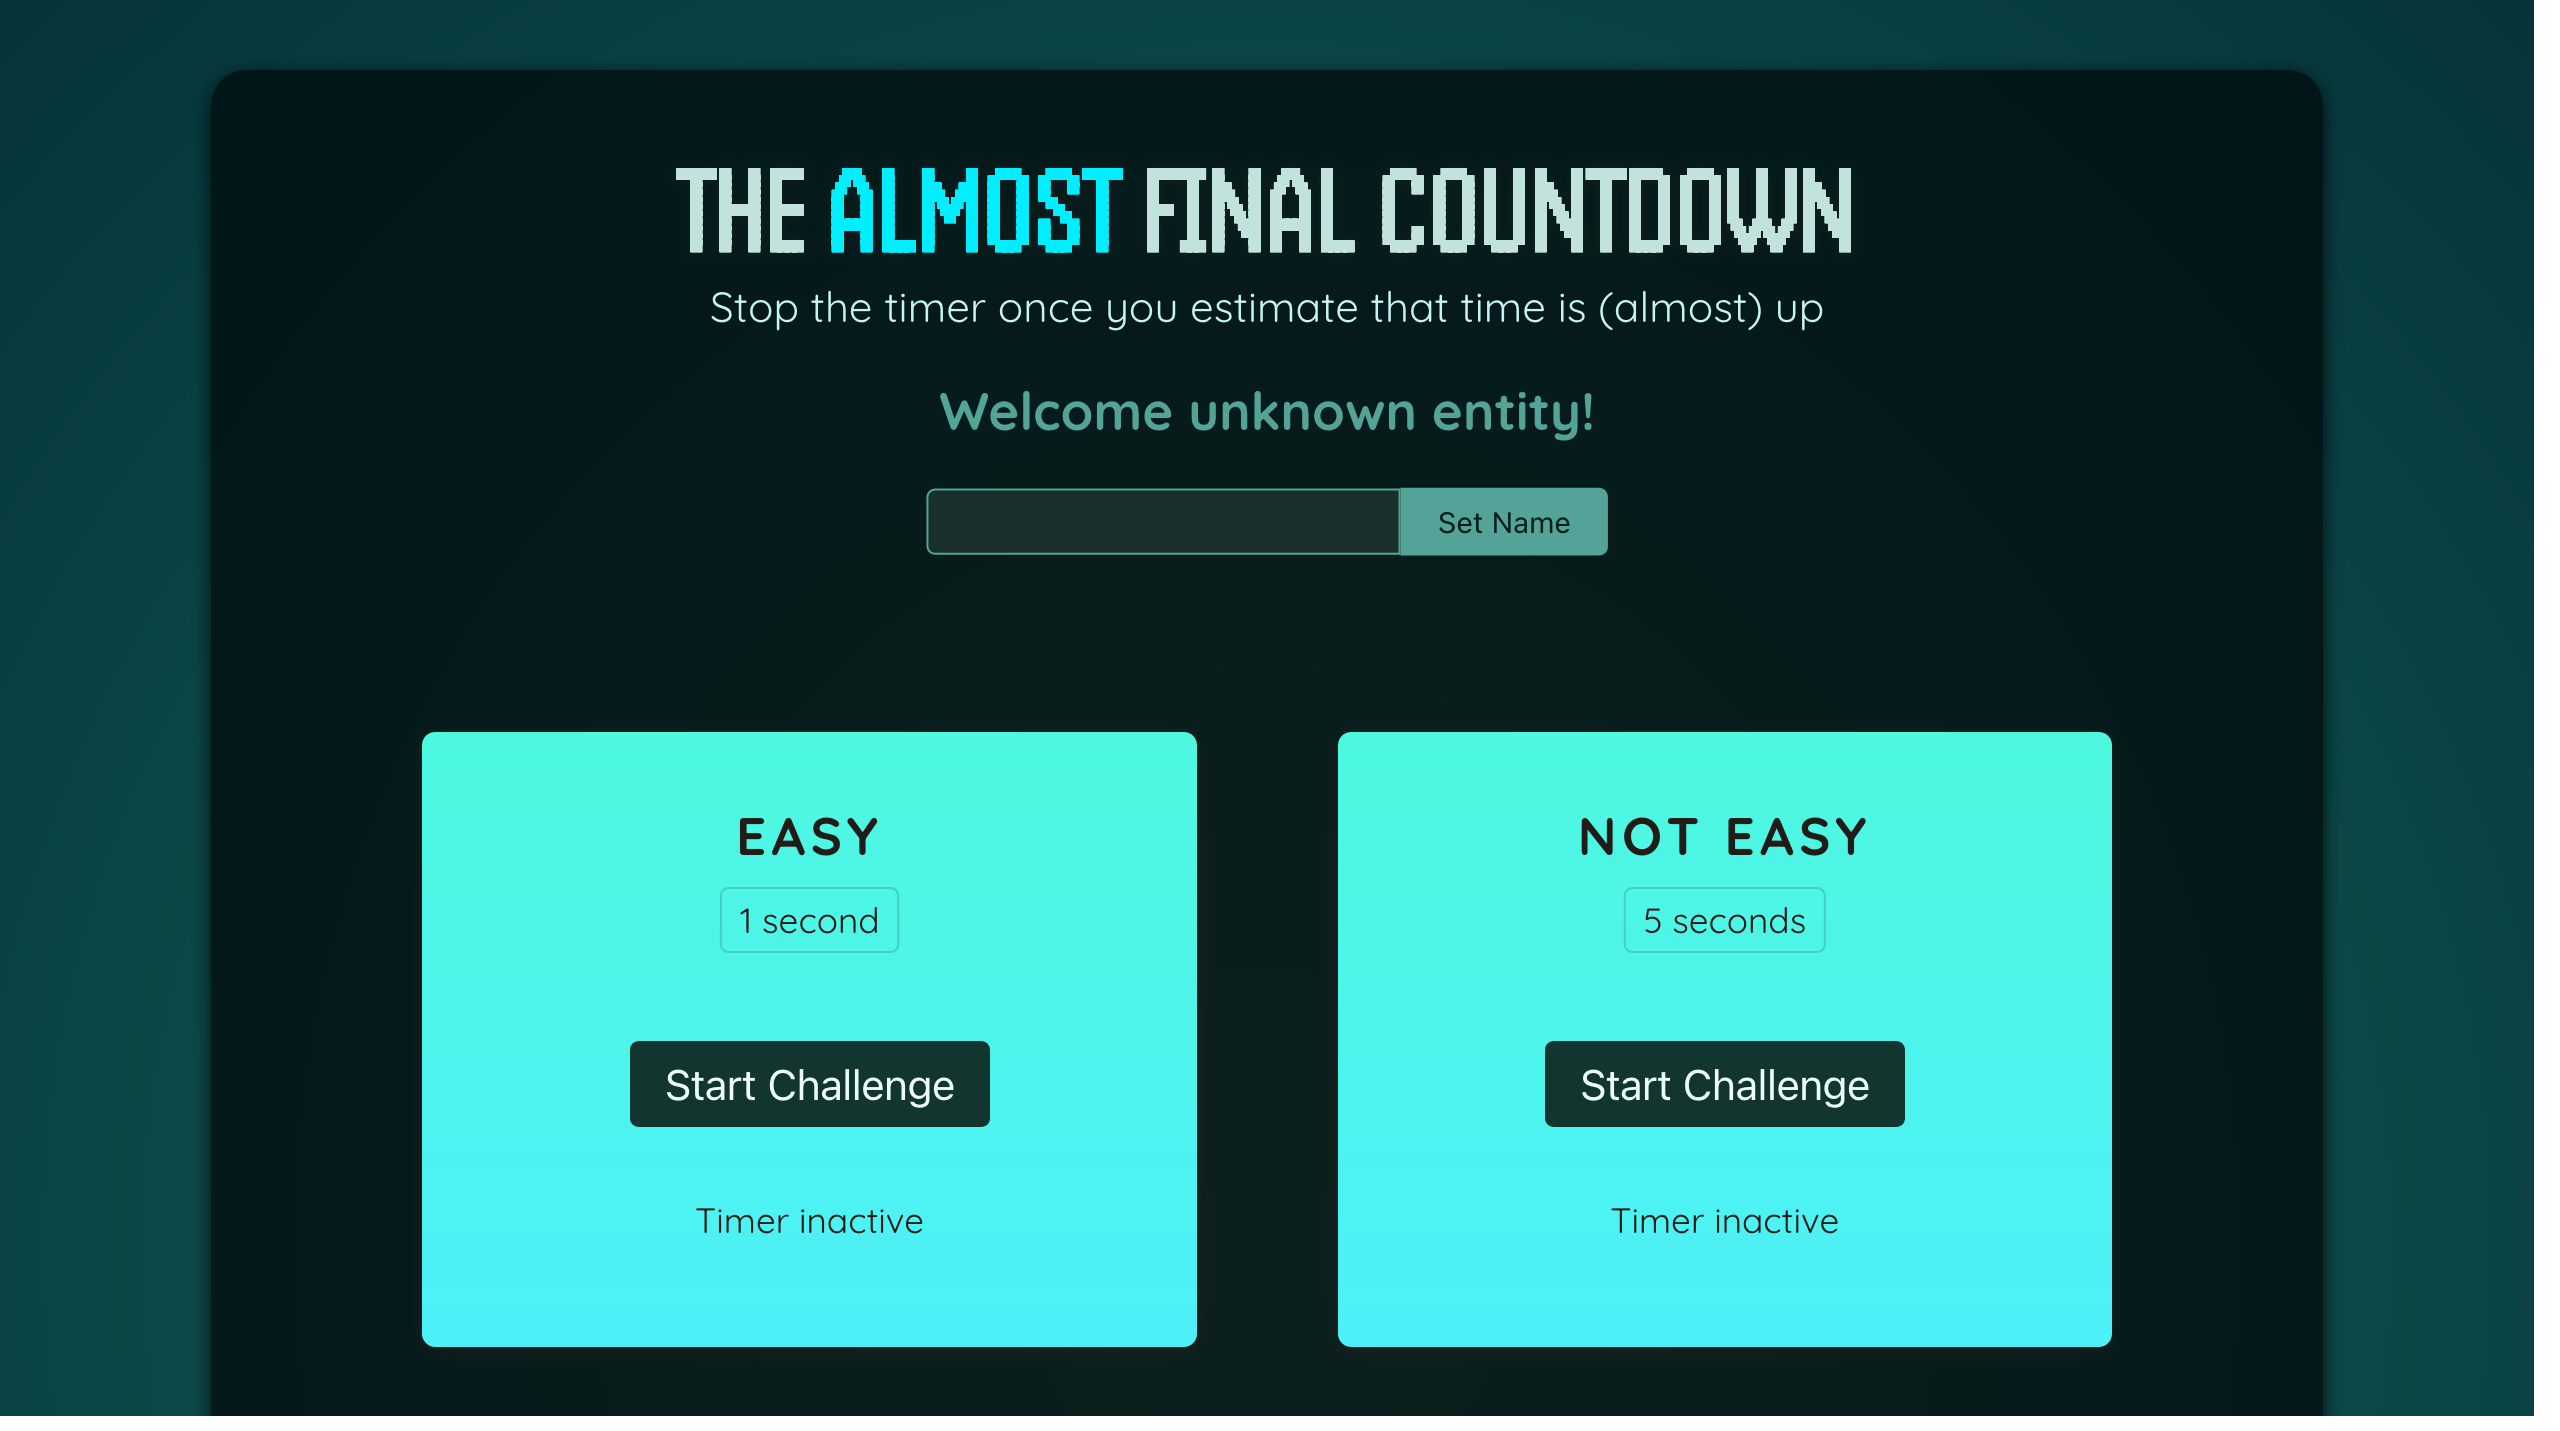 THE ALMOST FINAL COUNTDOWN
Stop the timer once you estimate that time is (almost) up
Welcome unknown entity!
Set Name
EASY
1 second
Start Challenge
Timer inactive
NOT EASY
5 seconds
Start Challenge
Timer inactive